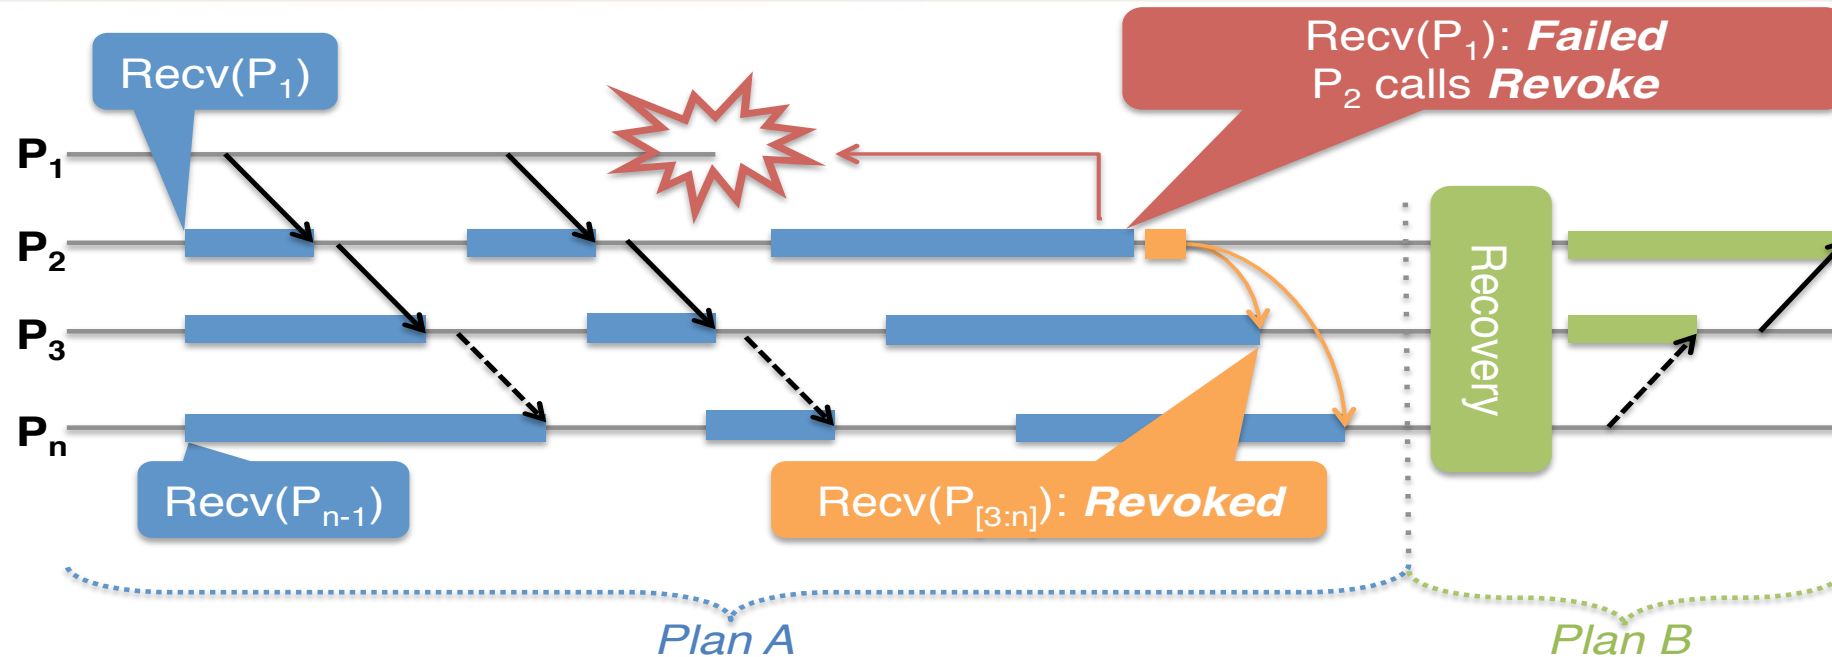 Recv(P1): Failed
P2 calls Revoke
Recv(P1)
P1
P2
P3
Pn
Recovery
Recv(Pn-1)
Recv(P[3:n]): Revoked
Plan A
Plan B